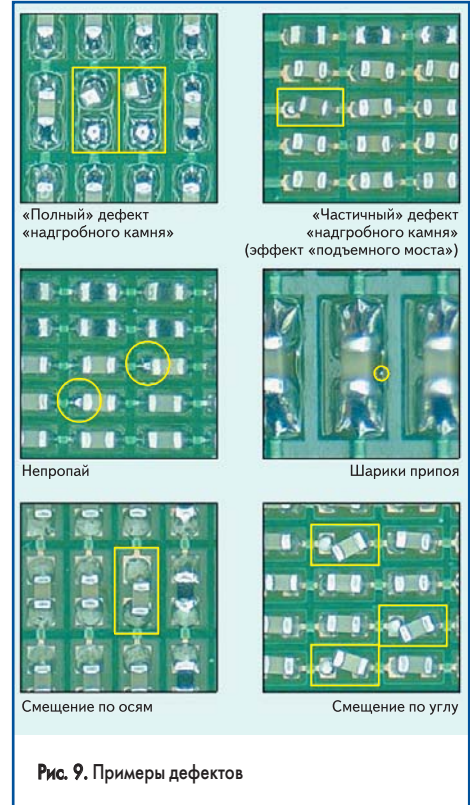 «Полный» дефект
«надгробного камня»
«Частичный» дефект
«надгробного камня»
(эффект «подъемного моста»)
Непропай
Шарики припоя
Смещение по осям
Смещение по углу
Рис. 9. Примеры дефектов